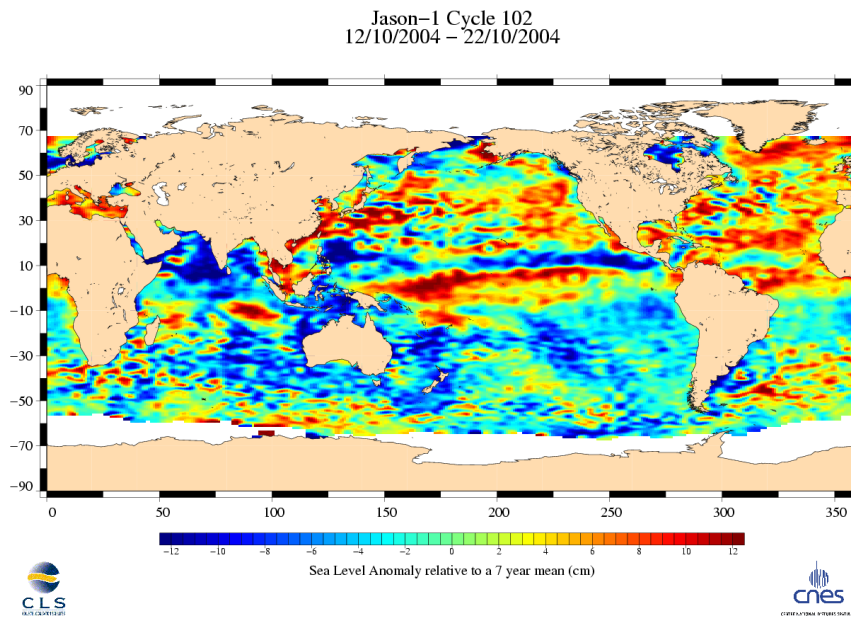 Jason−1 Cycle 102
12/10/2004 − 22/10/2004
90
70
50
30
10
−10
−30
−50
−70
−90
0 50 100 150 200 250 300 350
−12 −10 −8 −6 −4 −2 0 2 4 6 8 10 12
Sea Level Anomaly relative to a 7 year mean (cm)
CLS
cnes